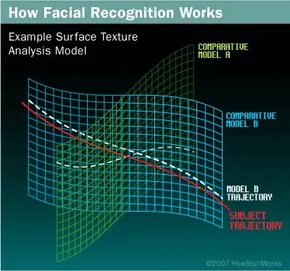 How Facial Recognition Works
Example Surface Texture
Analysis Model
COMPARATIVE
MODEL A
COMPARATIVE
MODEL B
MODEL B
TRAJECTORY
SUBJECT
TRAJECTORY
©2007 HowStuffWorks